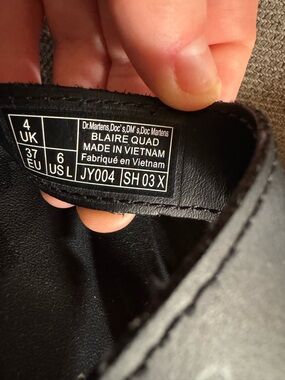 4 UK
37 EU
6 US L
Dr.Martens,Doc's,DM's,Doc Martens
BLAIRE QUAD
MADE IN VIETNAM
Fabriqué en Vietnam
JY004 SH 03 X